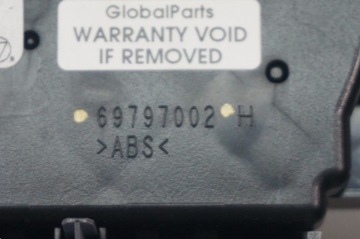 GlobalParts
WARRANTY VOID
IF REMOVED
69797002 H
>ABS<